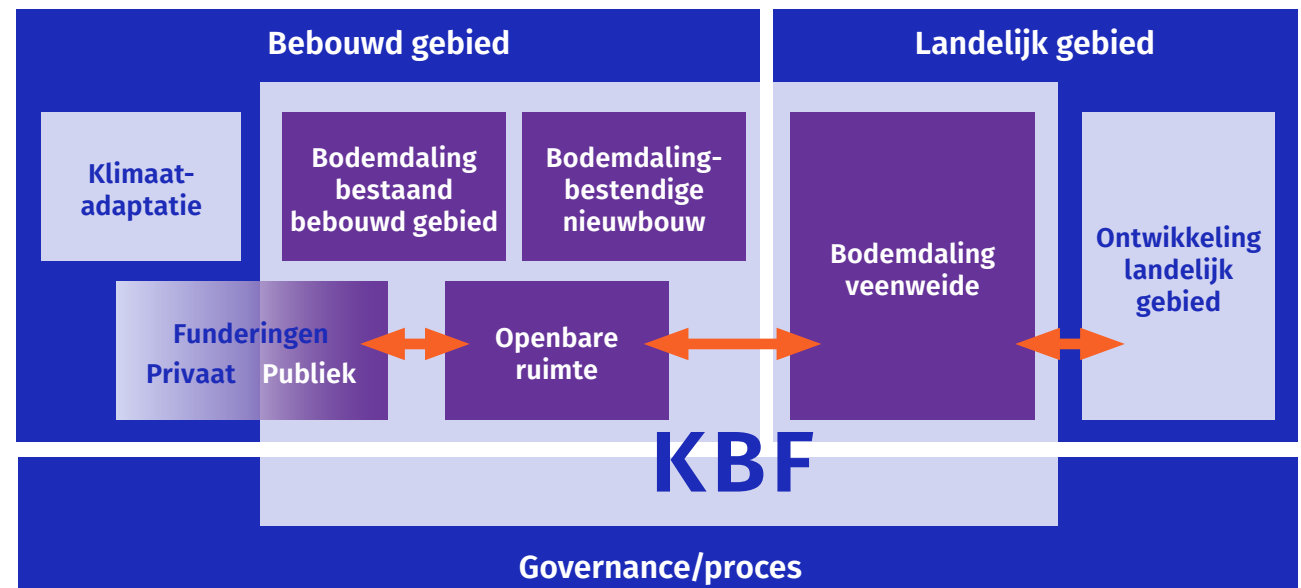 Bebouwd gebied
Landelijk gebied
Klimaat-
adaptatie
Bodemdaling
bestaand
bebouwd gebied
Bodemdaling-
bestendige
nieuwbouw
Bodemdaling
veenweide
Ontwikkeling
landelijk
gebied
Funderingen
Privaat Publiek
Openbare
ruimte
KBF
Governance/proces